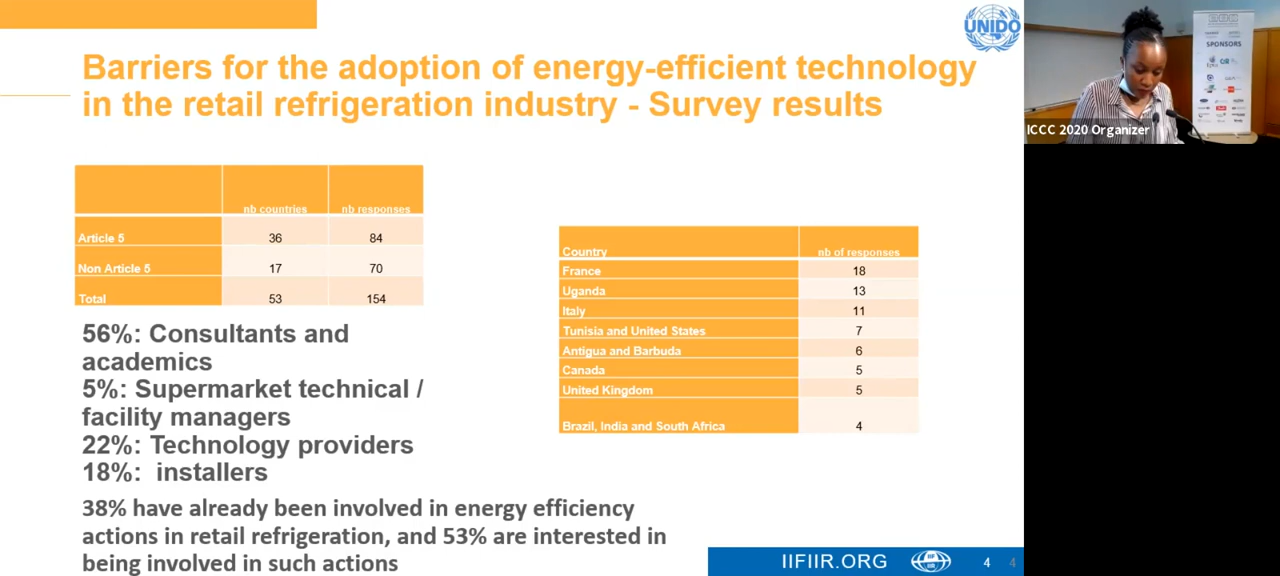 UNIDO
Barriers for the adoption of energy-efficient technology
in the retail refrigeration industry - Survey results
nb countries nb responses
Article 5 36 84
Non Article 5 17 70
Total 53 154
Country nb of responses
France 18
Uganda 13
Italy 11
Tunisia and United States 7
Antigua and Barbuda 6
Canada 5
United Kingdom 5
Brazil, India and South Africa 4
56%: Consultants and
academics
5%: Supermarket technical /
facility managers
22%: Technology providers
18%: installers
38% have already been involved in energy efficiency
actions in retail refrigeration, and 53% are interested in
being involved in such actions
IIFIIR.ORG
4 4
SPONSORS
ICCC 2020 Organizer